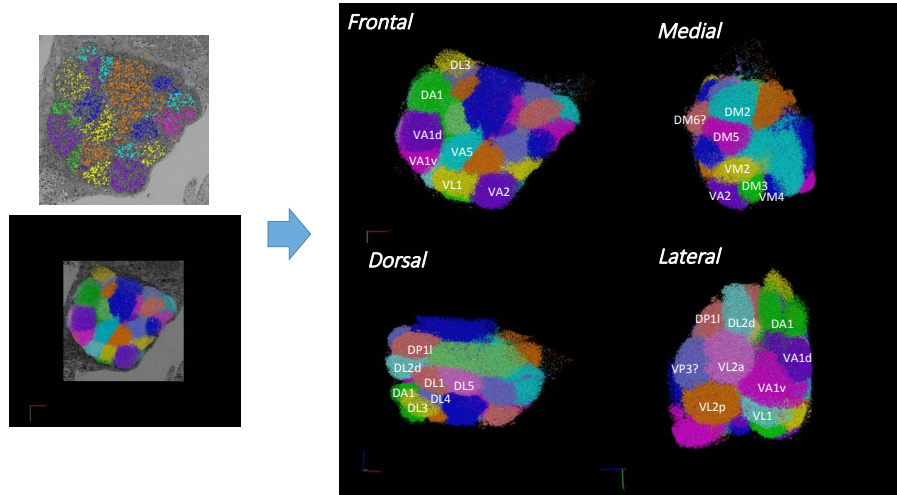 Frontal
DL3
DA1
VA1d
VA5
VA1v
VL1
VA2
Medial
DM2
DM6?
DM5
VM2
DM3
VA2
VM4
Dorsal
DP1l
DL2d
DL1
DL5
DA1
DL4
DL3
Lateral
DP1l
DL2d
DA1
VA1d
VP3?
VL2a
VA1v
VL2p
VL1